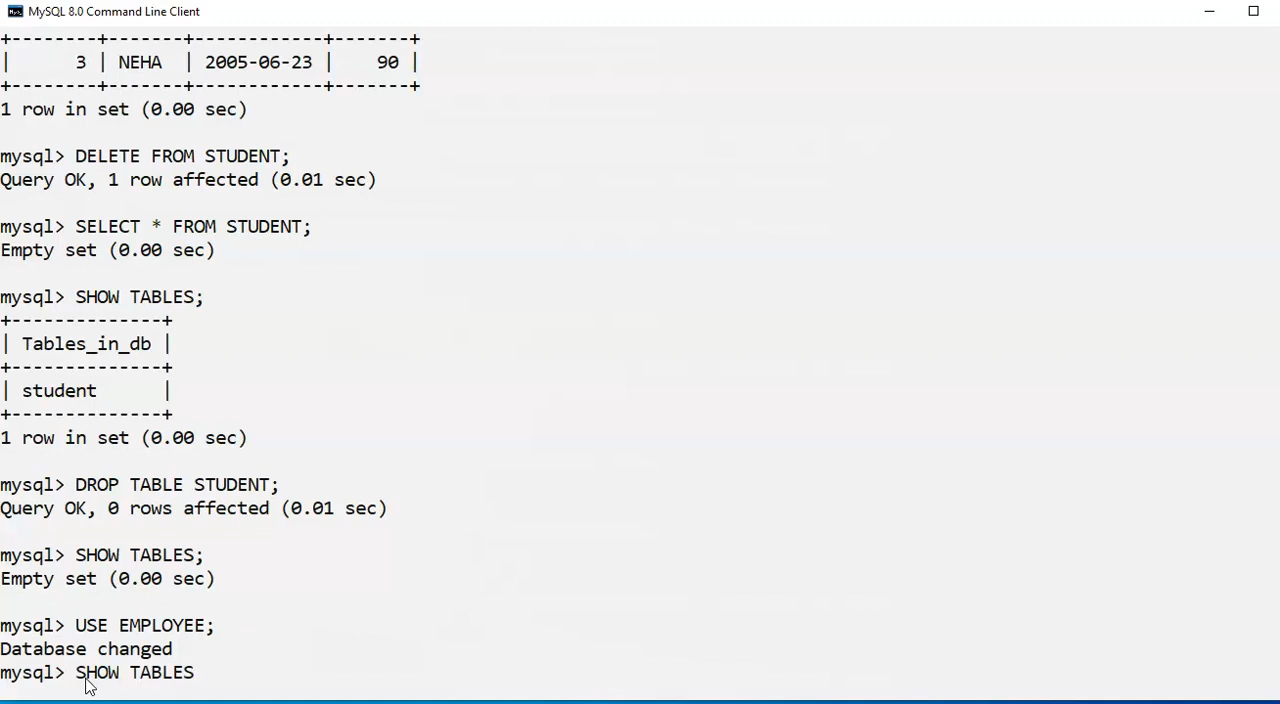 MySQL 8.0 Command Line Client
+--------+-------+------------+-------+
|      3 | NEHA  | 2005-06-23 |    90 |
+--------+-------+------------+-------+
1 row in set (0.00 sec)
mysql> DELETE FROM STUDENT;
Query OK, 1 row affected (0.01 sec)
mysql> SELECT * FROM STUDENT;
Empty set (0.00 sec)
mysql> SHOW TABLES;
+--------------+
| Tables_in_db |
+--------------+
| student      |
+--------------+
1 row in set (0.00 sec)
mysql> DROP TABLE STUDENT;
Query OK, 0 rows affected (0.01 sec)
mysql> SHOW TABLES;
Empty set (0.00 sec)
mysql> USE EMPLOYEE;
Database changed
mysql> SHOW TABLES